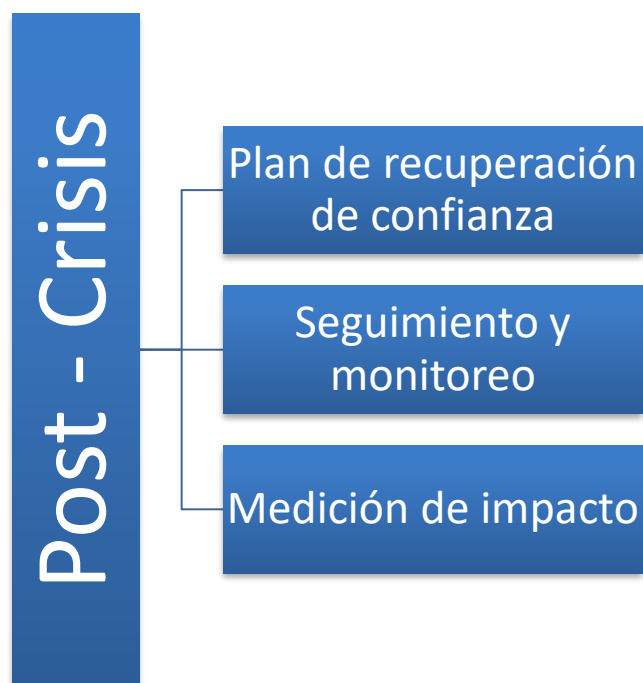 Post - Crisis
Plan de recuperación
de confianza
Seguimiento y
monitoreo
Medición de impacto